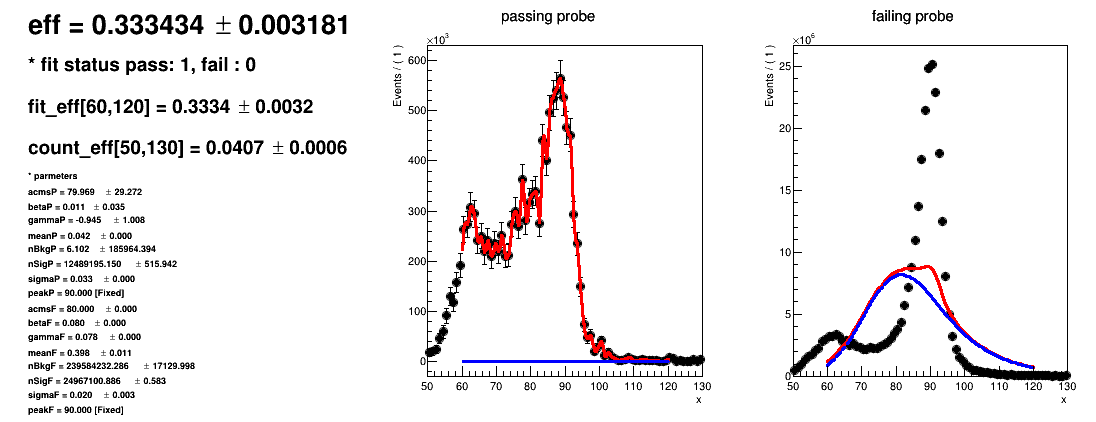 eff = 0.333434 ± 0.003181
* fit status pass: 1, fail : 0
fit_eff[60,120] = 0.3334 ± 0.0032
count_eff[50,130] = 0.0407 ± 0.0006
* parmeters
acmsP = 79.969 ± 29.272
betaP = 0.011 ± 0.035
gammaP = -0.945 ± 1.008
meanP = 0.042 ± 0.000
nBkgP = 6.102 ± 185964.394
nSigP = 12489195.150 ± 515.942
sigmaP = 0.033 ± 0.000
peakP = 90.000 [Fixed]
acmsF = 80.000 ± 0.000
betaF = 0.080 ± 0.000
gammaF = 0.078 ± 0.000
meanF = 0.398 ± 0.011
nBkgF = 239584232.286 ± 17129.998
nSigF = 24967100.886 ± 0.583
sigmaF = 0.020 ± 0.003
peakF = 90.000 [Fixed]
passing probe
×10³
Events / ( 1 )
600
500
400
300
200
100
0
50 60 70 80 90 100 110 120 130
x
failing probe
×10⁶
Events / ( 1 )
25
20
15
10
5
0
50 60 70 80 90 100 110 120 130
x